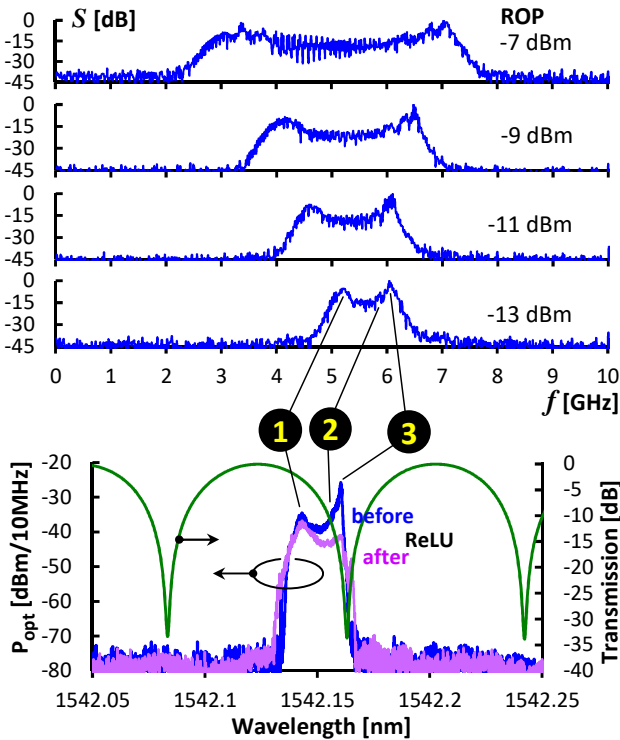 S [dB]
ROP
0
-15
-30
-45
-7 dBm
0
-15
-30
-45
-9 dBm
0
-15
-30
-45
-11 dBm
0
-15
-30
-45
-13 dBm
0 1 2 3 4 5 6 7 8 9 10
f [GHz]
1 2 3
P_opt [dBm/10MHz]
-20
-30
-40
-50
-60
-70
-80
before
ReLU
after
0
-5
-10
-15
-20
-25
-30
-35
-40
Transmission [dB]
1542.05 1542.1 1542.15 1542.2 1542.25
Wavelength [nm]